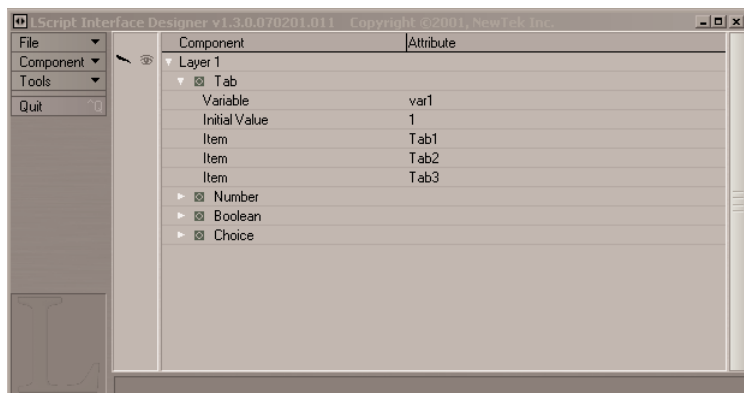 LScript Interface Designer v1.3.0.070201.011 Copyright ©2001, NewTek Inc.
File
Component
Tools
Quit ^Q
Component Attribute
Layer 1
Tab
Variable var1
Initial Value 1
Item Tab1
Item Tab2
Item Tab3
Number
Boolean
Choice
L